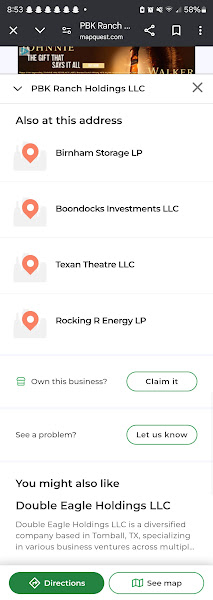 8:53
58%
PBK Ranch ...
mapquest.com
JOHNNIE
THE GIFT THAT
SAYS IT ALL
WALKER
PBK Ranch Holdings LLC
Also at this address
Birnham Storage LP
Boondocks Investments LLC
Texan Theatre LLC
Rocking R Energy LP
Own this business?
Claim it
See a problem?
Let us know
You might also like
Double Eagle Holdings LLC
Double Eagle Holdings LLC is a diversified
company based in Tomball, TX, specializing
in various business ventures across multipl...
Directions
See map